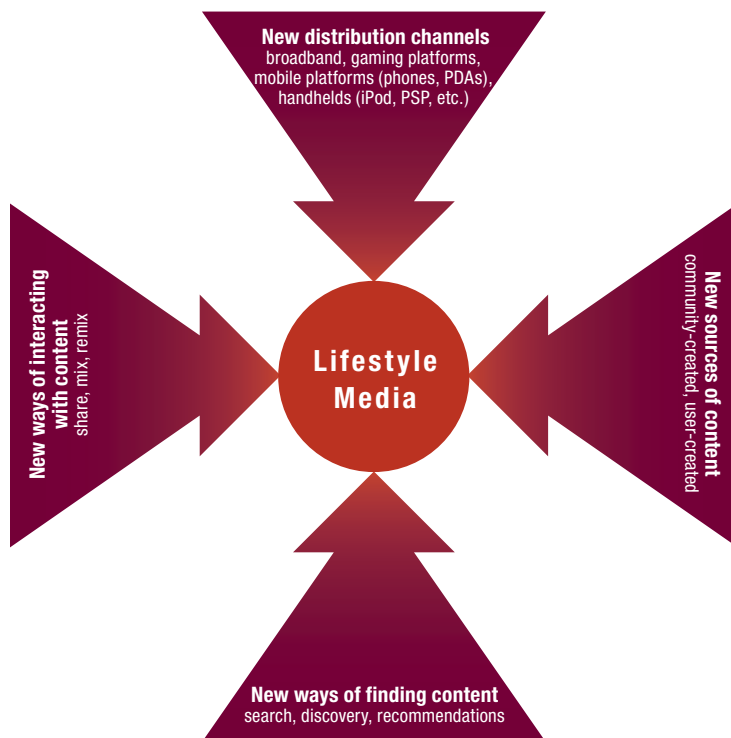 New distribution channels
broadband, gaming platforms,
mobile platforms (phones, PDAs),
handhelds (iPod, PSP, etc.)
New ways of interacting
with content
share, mix, remix
Lifestyle
Media
New sources of content
community-created, user-created
New ways of finding content
search, discovery, recommendations